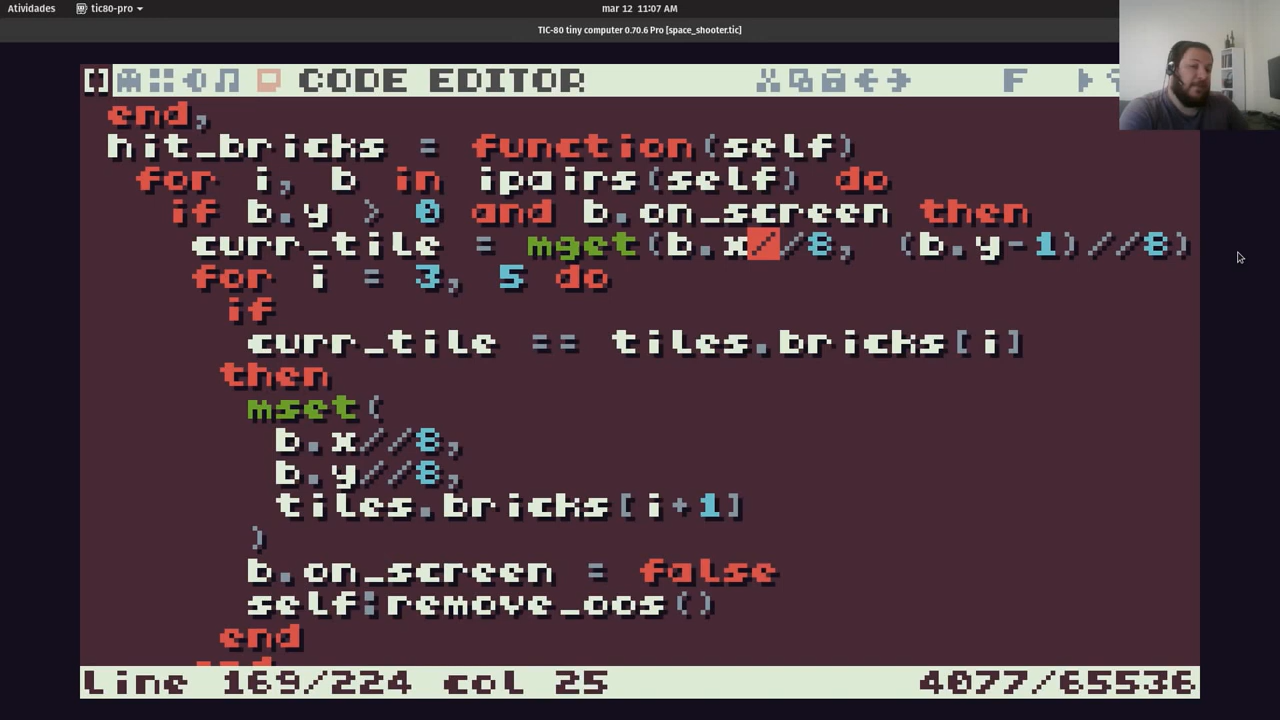 Atividades tic80-pro mar 12 11:07 AM
TIC-80 tiny computer 0.70.6 Pro [space_shooter.tic]
CODE EDITOR F
end,
hit_bricks = function(self)
for i, b in ipairs(self) do
if b.y > 0 and b.on_screen then
curr_tile = mget(b.x//8, (b.y-1)//8)
for i = 3, 5 do
if
curr_tile == tiles.bricks[i]
then
mset(
b.x//8,
b.y//8,
tiles.bricks[i+1]
)
b.on_screen = false
self:remove_oos()
end
end
line 169/224 col 25 4077/65536